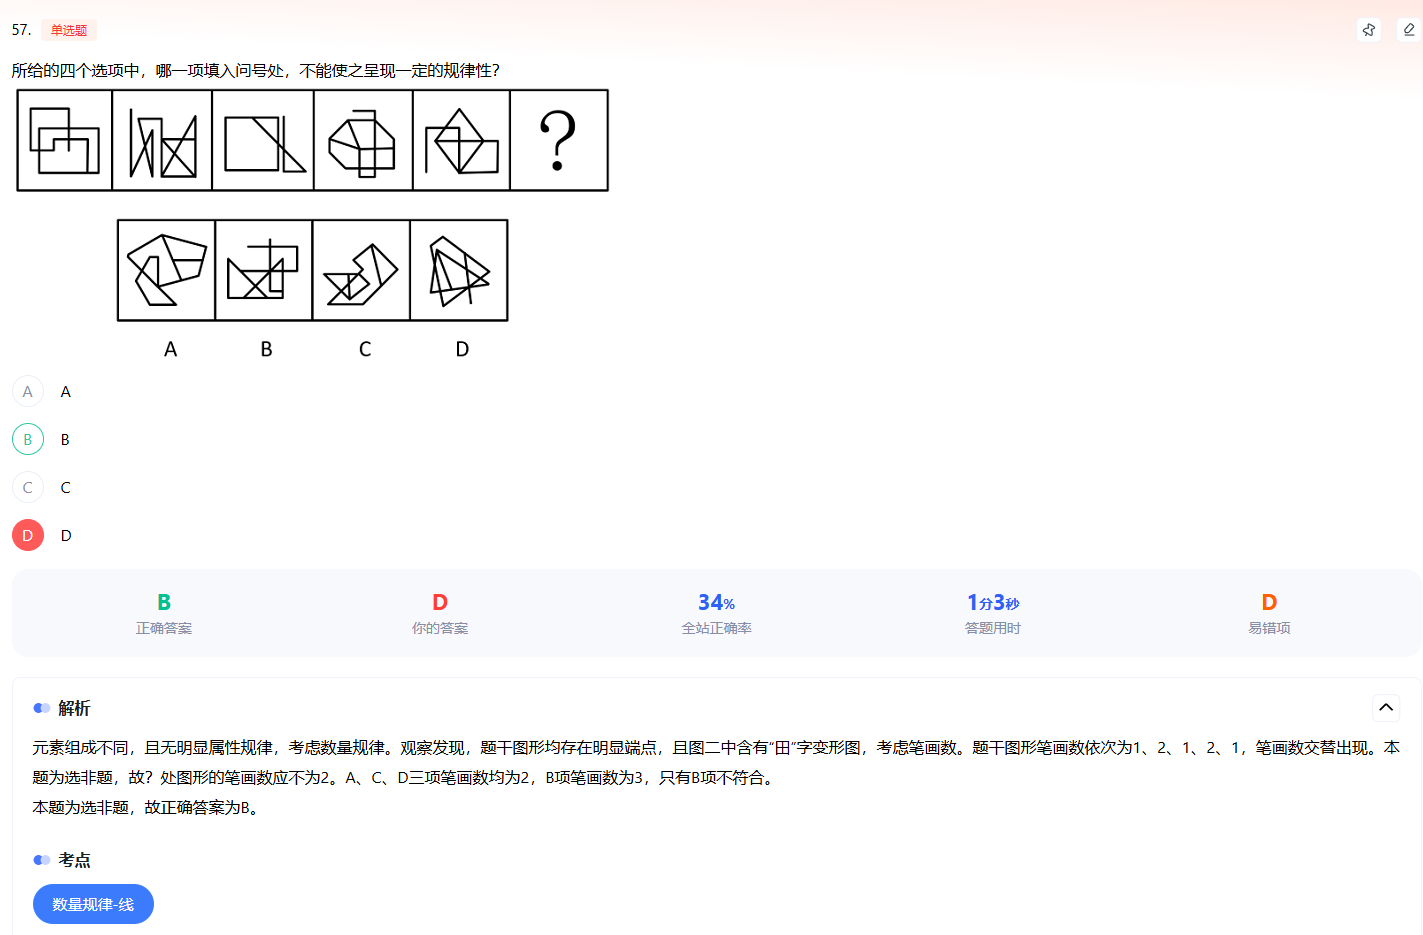 57. 单选题
所给的四个选项中，哪一项填入问号处，不能使之呈现一定的规律性？
?
A B C D
A A
B B
C C
D D
B D 34% 1分3秒 D
正确答案 你的答案 全站正确率 答题用时 易错项
解析
元素组成不同，且无明显属性规律，考虑数量规律。观察发现，题干图形均存在明显端点，且图二中含有“田”字变形图，考虑笔画数。题干图形笔画数依次为1、2、1、2、1，笔画数交替出现。本
题为选非题，故？处图形的笔画数应不为2。A、C、D三项笔画数均为2，B项笔画数为3，只有B项不符合。
本题为选非题，故正确答案为B。
考点
数量规律-线